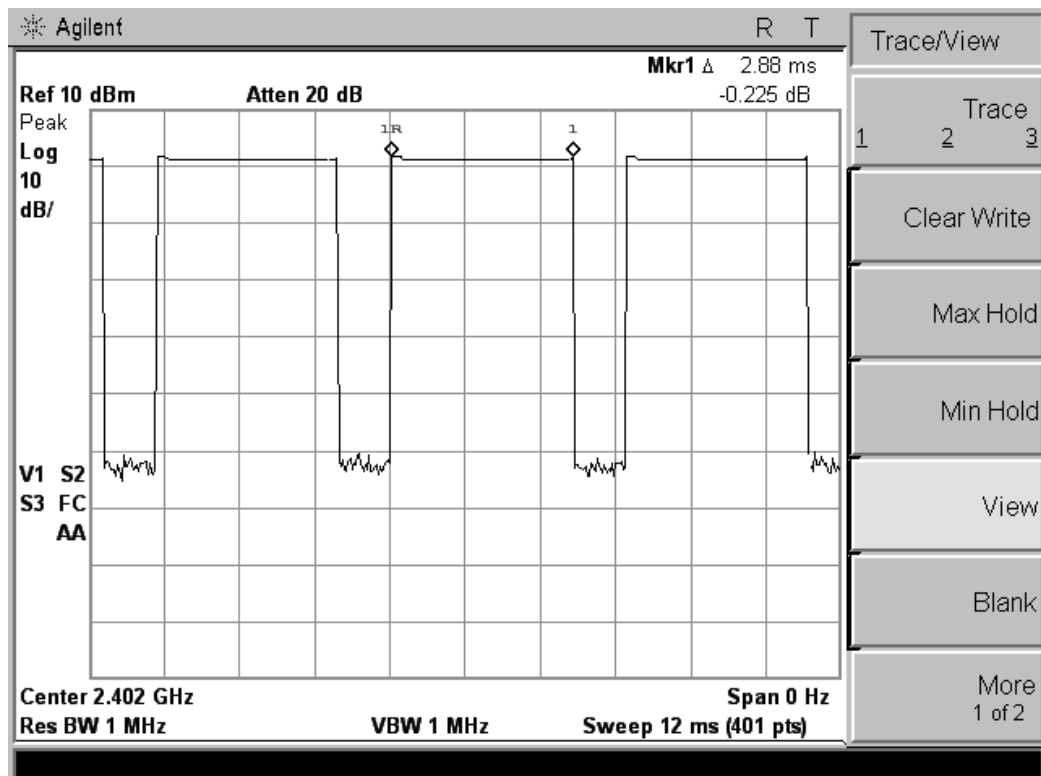 Agilent R T
Mkr1 Δ 2.88 ms
Ref 10 dBm Atten 20 dB -0.225 dB
Peak
Log
10
dB/
1R 1
V1 S2
S3 FC
AA
Center 2.402 GHz Span 0 Hz
Res BW 1 MHz VBW 1 MHz Sweep 12 ms (401 pts)
Trace/View
Trace
1 2 3
Clear Write
Max Hold
Min Hold
View
Blank
More
1 of 2